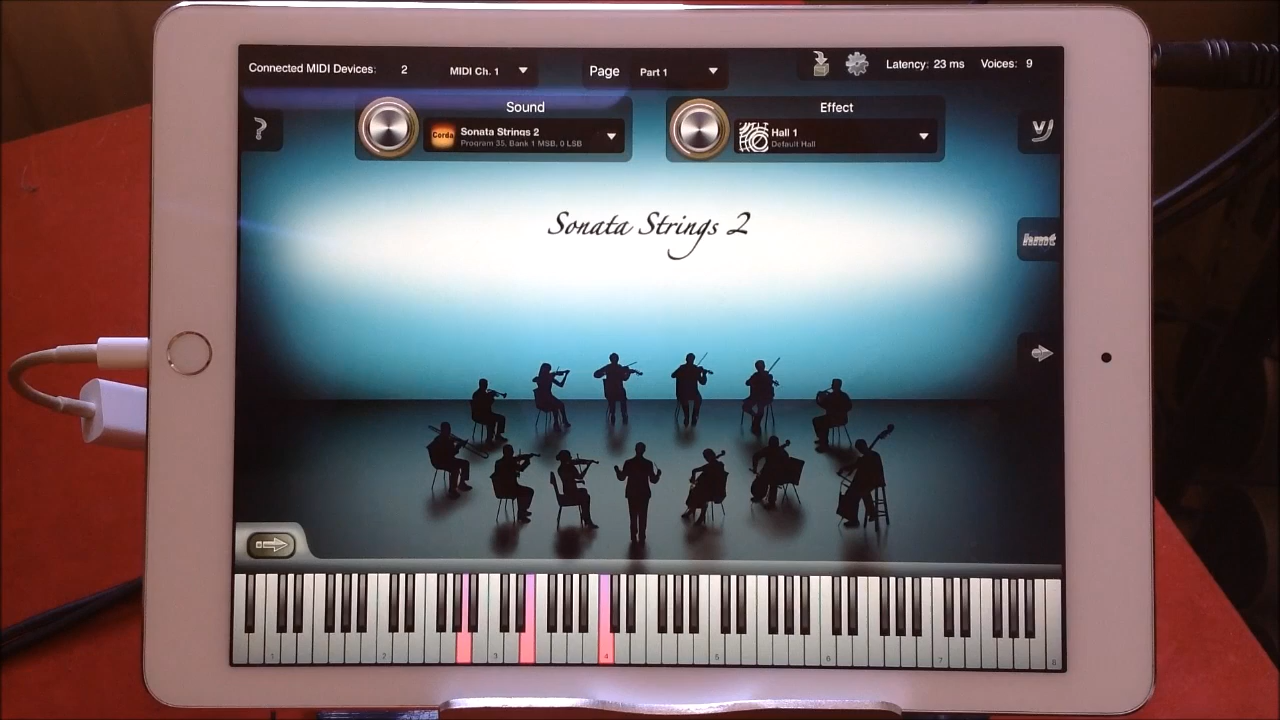 Connected MIDI Devices: 2
MIDI Ch. 1
Page
Part 1
Latency: 23 ms
Voices: 9
Sound
Effect
?
Corda
Sonata Strings 2
Program 35, Bank 1 MSB, 0 LSB
Hall 1
Default Hall
Sonata Strings 2
hmt
1 2 3 4 5 6 7 8